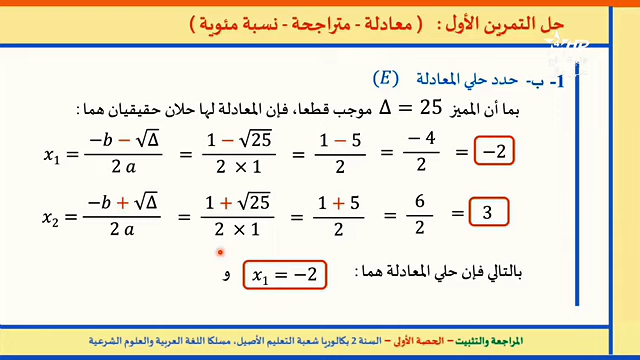 حل التمرين الأول : ( معادلة - متراجحة - نسبة مئوية )
1- ب- حدد حلي المعادلة (E)
بما أن المميز Δ = 25 موجب قطعا، فإن المعادلة لها حلان حقيقيان هما :
x₁ = (−b − √Δ)/(2 a) = (1 − √25)/(2 × 1) = (1 − 5)/2 = (− 4)/2 = −2
x₂ = (−b + √Δ)/(2 a) = (1 + √25)/(2 × 1) = (1 + 5)/2 = 6/2 = 3
بالتالي فإن حلي المعادلة هما : x₁ = −2 و
المراجعة والتثبيت – الحصة الأولى – السنة 2 بكالوريا شعبة التعليم الأصيل، مسلكا اللغة العربية والعلوم الشرعية